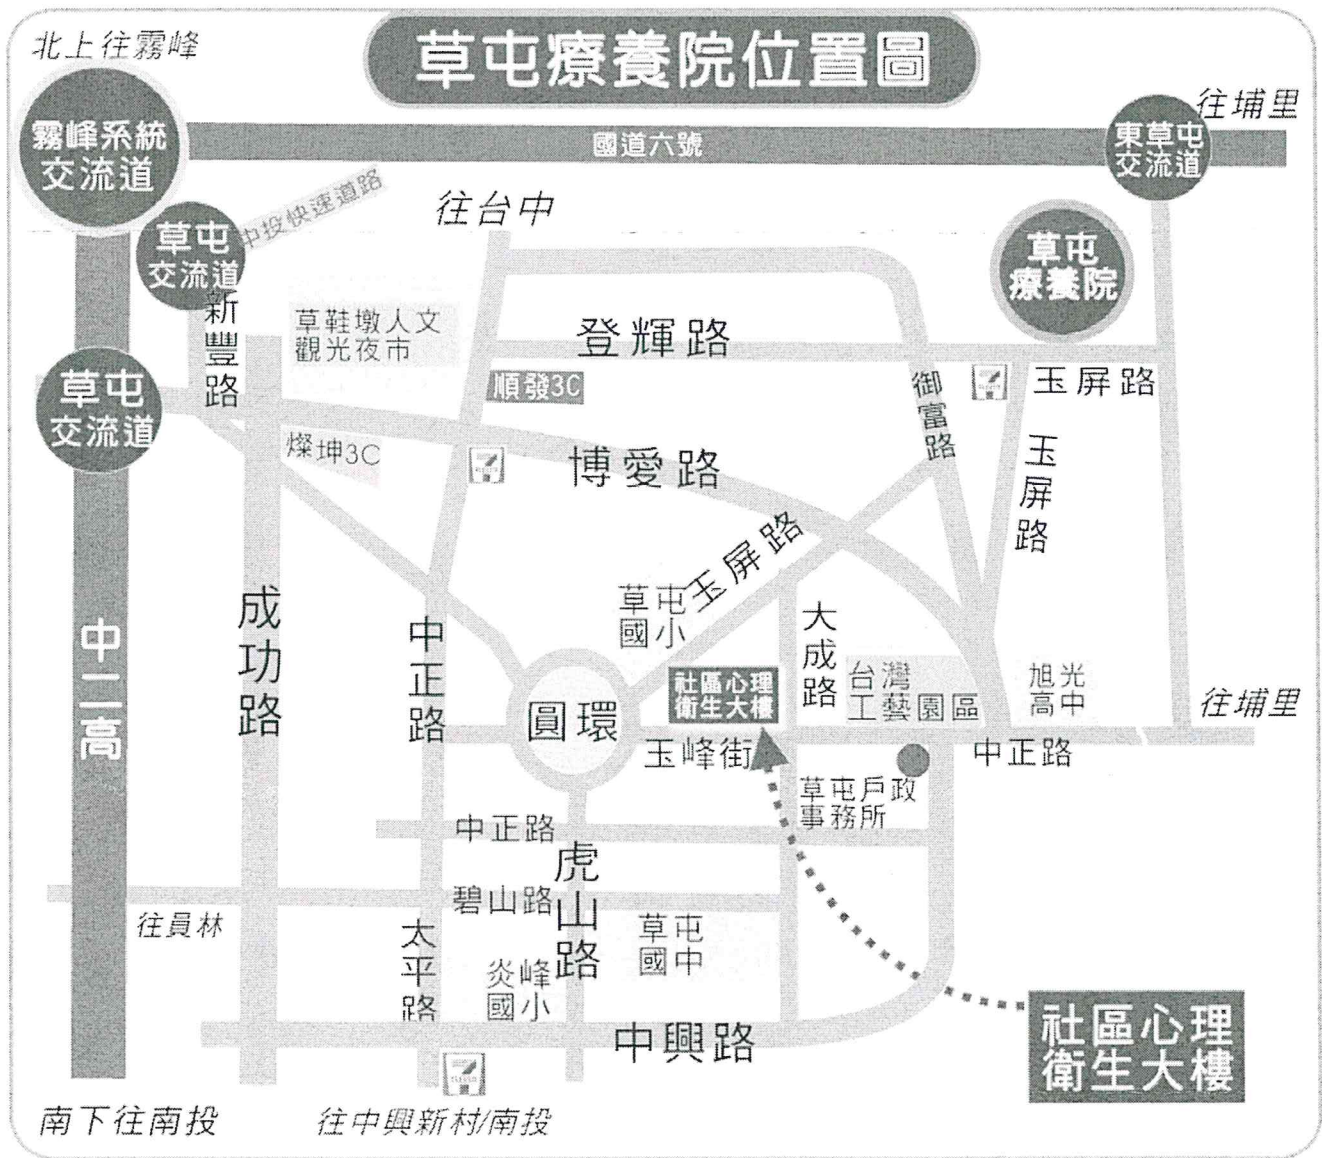 北上往霧峰
草屯療養院位置圖
往埔里
霧峰系統
交流道
國道六號
東草屯
交流道
中投快速道路
往台中
草屯
交流道
草屯
療養院
新豐路
草鞋墩人文
觀光夜市
登輝路
順發3C
御富路
玉屏路
草屯
交流道
燦坤3C
博愛路
玉屏路
玉屏路
成功路
中正路
草屯
國小
大成路
中二高
社區心理
衛生大樓
台灣
工藝園區
旭光
高中
往埔里
圓環
玉峰街
中正路
草屯戶政
事務所
中正路
虎山路
碧山路
往員林
太平路
草屯
國中
炎峰
國小
中興路
社區心理
衛生大樓
南下往南投
往中興新村/南投